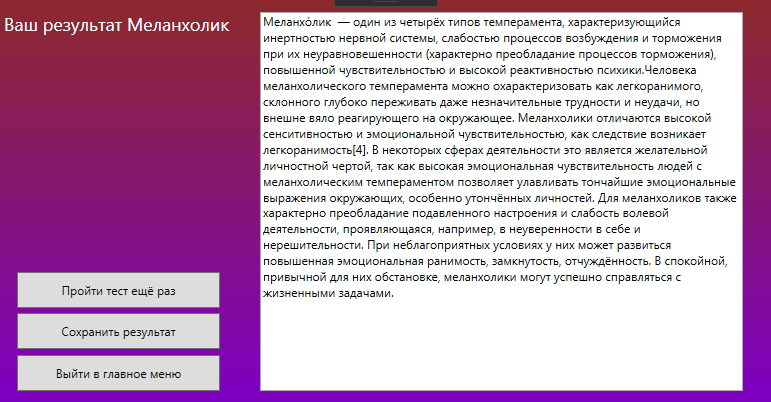 Ваш результат Меланхолик
Меланхо́лик  — один из четырёх типов темперамента, характеризующийся
инертностью нервной системы, слабостью процессов возбуждения и торможения
при их неуравновешенности (характерно преобладание процессов торможения),
повышенной чувствительностью и высокой реактивностью психики.Человека
меланхолического темперамента можно охарактеризовать как легкоранимого,
склонного глубоко переживать даже незначительные трудности и неудачи, но
внешне вяло реагирующего на окружающее. Меланхолики отличаются высокой
сенситивностью и эмоциональной чувствительностью, как следствие возникает
легкоранимость[4]. В некоторых сферах деятельности это является желательной
личностной чертой, так как высокая эмоциональная чувствительность людей с
меланхолическим темпераментом позволяет улавливать тончайшие эмоциональные
выражения окружающих, особенно утончённых личностей. Для меланхоликов также
характерно преобладание подавленного настроения и слабость волевой
деятельности, проявляющаяся, например, в неуверенности в себе и
нерешительности. При неблагоприятных условиях у них может развиться
повышенная эмоциональная ранимость, замкнутость, отчуждённость. В спокойной,
привычной для них обстановке, меланхолики могут успешно справляться с
жизненными задачами.
Пройти тест ещё раз
Сохранить результат
Выйти в главное меню